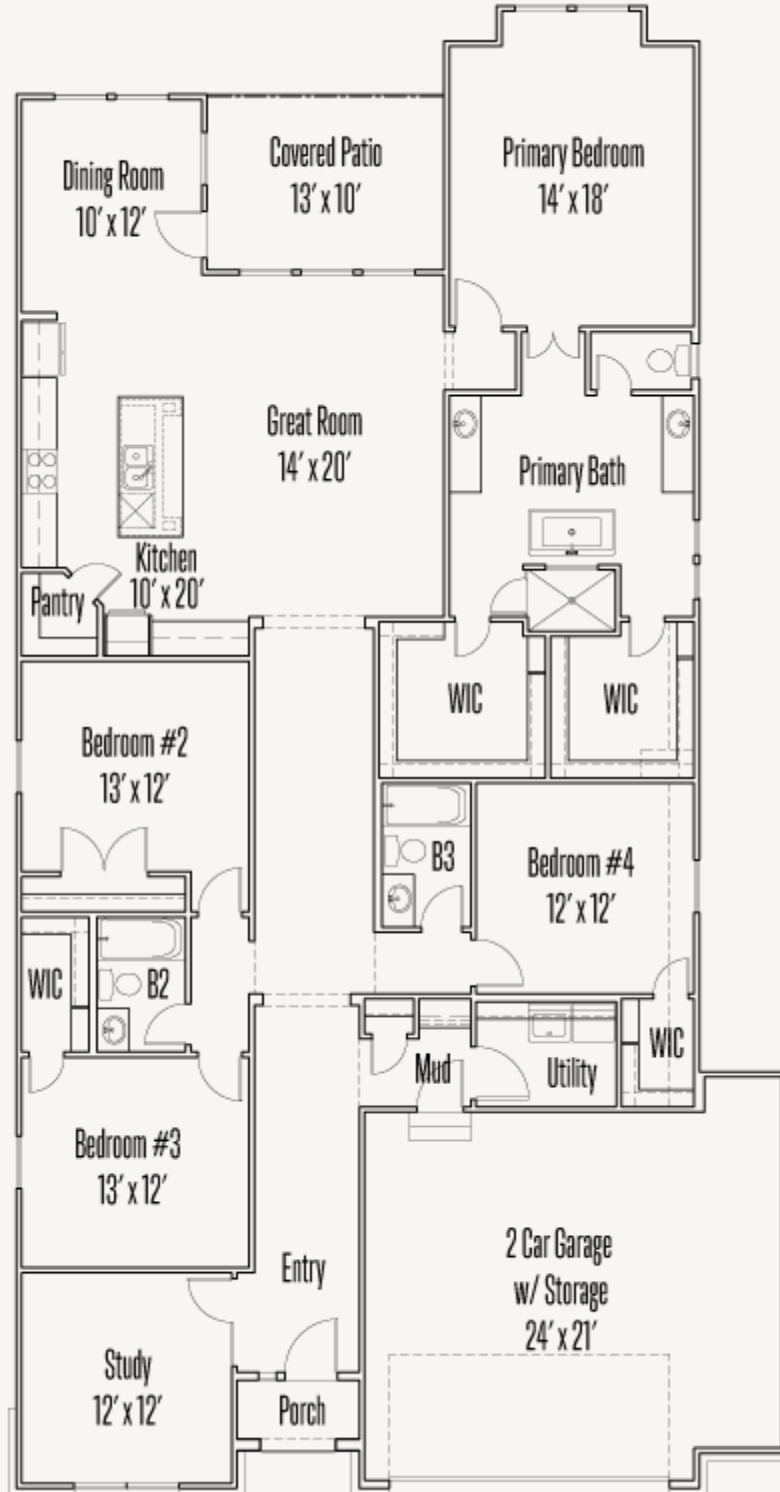 Primary Bedroom
14' x 18'
Covered Patio
13' x 10'
Dining Room
10' x 12'
Great Room
14' x 20'
Primary Bath
Kitchen
10' x 20'
Pantry
WIC
WIC
Bedroom #2
13' x 12'
B3
Bedroom #4
12' x 12'
WIC
B2
Mud
Utility
WIC
Bedroom #3
13' x 12'
Entry
2 Car Garage
w/ Storage
24' x 21'
Study
12' x 12'
Porch